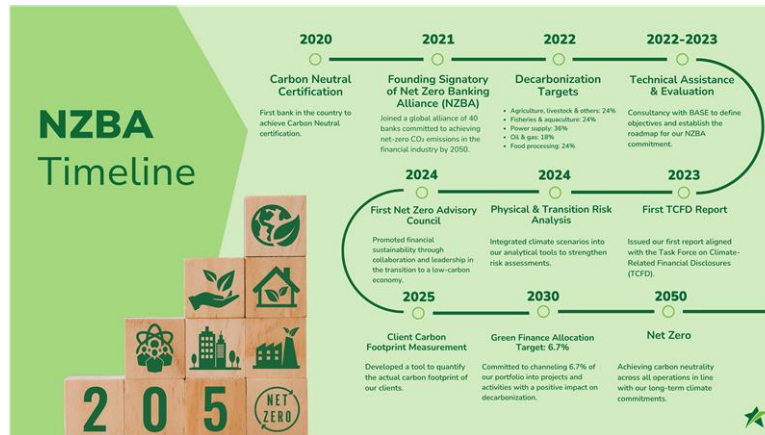 NZBA
Timeline
2020
Carbon Neutral
Certification
First bank in the country to
achieve Carbon Neutral
certification.
2021
Founding Signatory
of Net Zero Banking
Alliance (NZBA)
Joined a global alliance of 40
banks committed to achieving
net-zero CO₂ emissions in the
financial industry by 2050.
2022
Decarbonization
Targets
• Agriculture, livestock & others: 24%
• Fisheries & aquaculture: 24%
• Power supply: 36%
• Oil & gas: 18%
• Food processing: 24%
2022-2023
Technical Assistance
& Evaluation
Consultancy with BASE to define
objectives and establish the
roadmap for our NZBA
commitment.
2024
First Net Zero Advisory
Council
Promoted financial
sustainability through
collaboration and leadership in
the transition to a low-carbon
economy.
2024
Physical & Transition Risk
Analysis
Integrated climate scenarios into
our analytical tools to strengthen
risk assessments.
2023
First TCFD Report
Issued our first report aligned
with the Task Force on Climate-
Related Financial Disclosures
(TCFD).
2025
Client Carbon
Footprint Measurement
Developed a tool to quantify
the actual carbon footprint of
our clients.
2030
Green Finance Allocation
Target: 6.7%
Committed to channeling 6.7% of
our portfolio into projects and
activities with a positive impact on
decarbonization.
2050
Net Zero
Achieving carbon neutrality
across all operations in line
with our long-term climate
commitments.
2 0 5
NET
ZERO